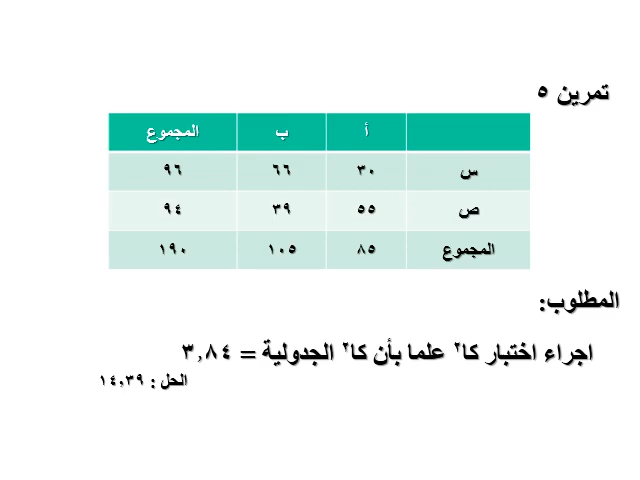 تمرين ٥
أ ب المجموع
س ٣٠ ٦٦ ٩٦
ص ٥٥ ٣٩ ٩٤
المجموع ٨٥ ١٠٥ ١٩٠
المطلوب:
اجراء اختبار كا٢ علما بأن كا٢ الجدولية = ٣,٨٤
الحل : ١٤,٣٩